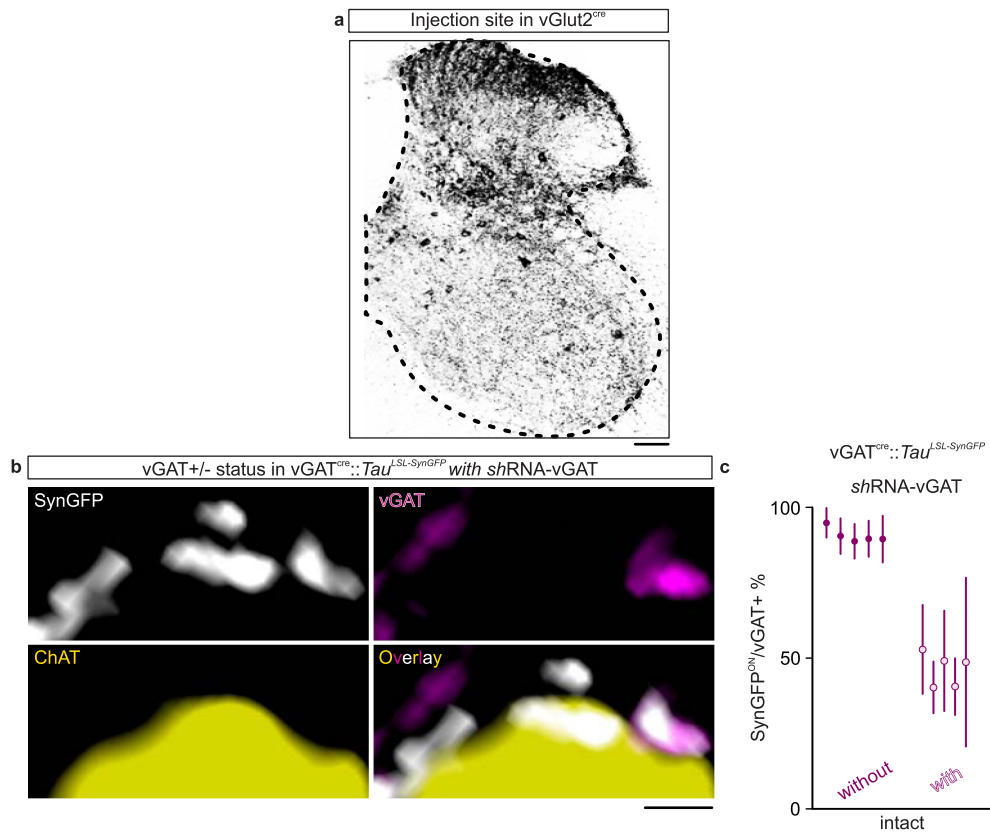 a Injection site in vGlut2cre
b vGAT+/- status in vGATcre::TauLSL-SynGFP with shRNA-vGAT
SynGFP
vGAT
ChAT
Overlay
c vGATcre::TauLSL-SynGFP
shRNA-vGAT
100
50
0
SynGFPON/vGAT+ %
without
with
intact